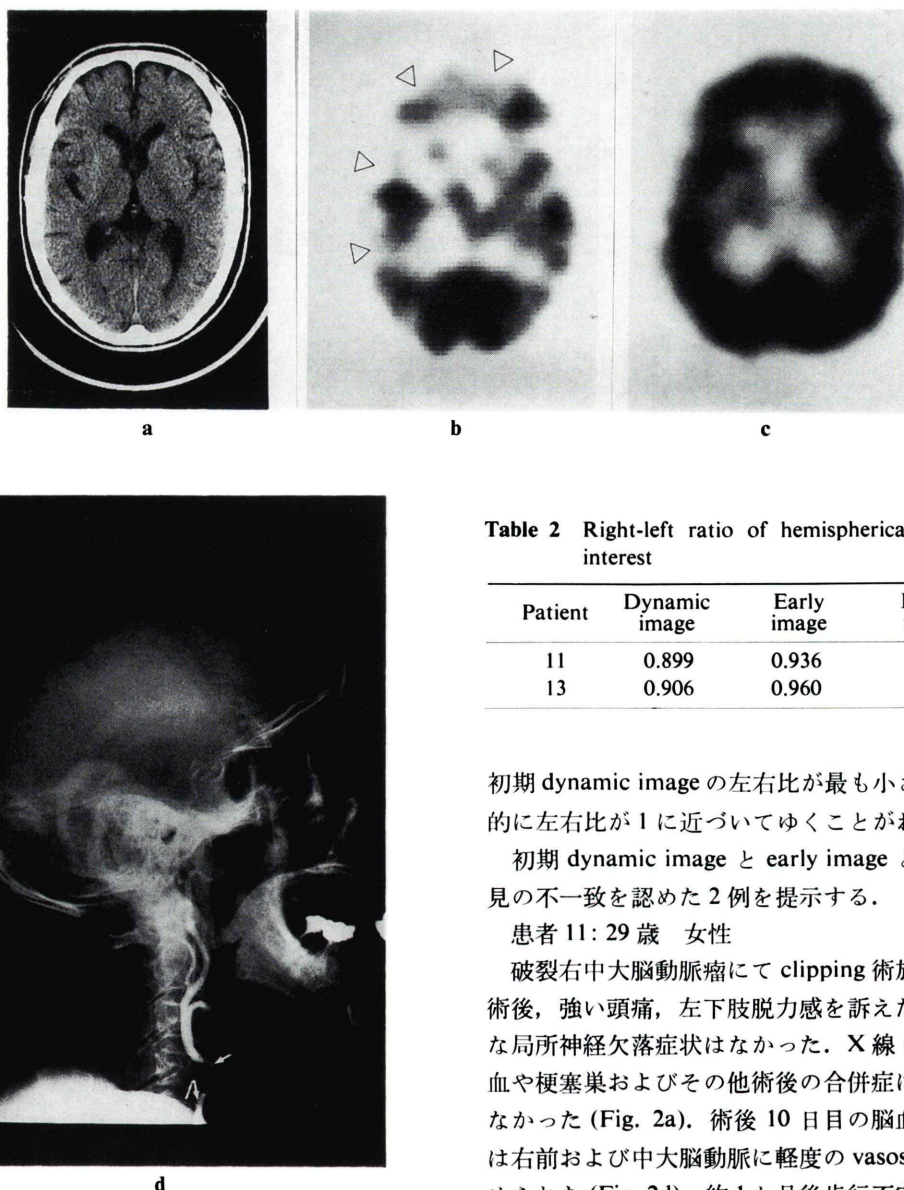 a
b
c
Table 2 Right-left ratio of hemispherica
interest
Patient Dynamic image Early image
11 0.899 0.936
13 0.906 0.960
初期 dynamic image の左右比が最も小さ
的に左右比が 1 に近づいてゆくことがわ
初期 dynamic image と early image と
見の不一致を認めた 2 例を提示する.
患者 11: 29 歳 女性
破裂右中大脳動脈瘤にて clipping 術施
術後,強い頭痛,左下肢脱力感を訴えた
な局所神経欠落症状はなかった. X 線
血や梗塞巣およびその他術後の合併症に
なかった (Fig. 2a). 術後 10 日目の脳血
は右前および中大脳動脈に軽度の vasos
d